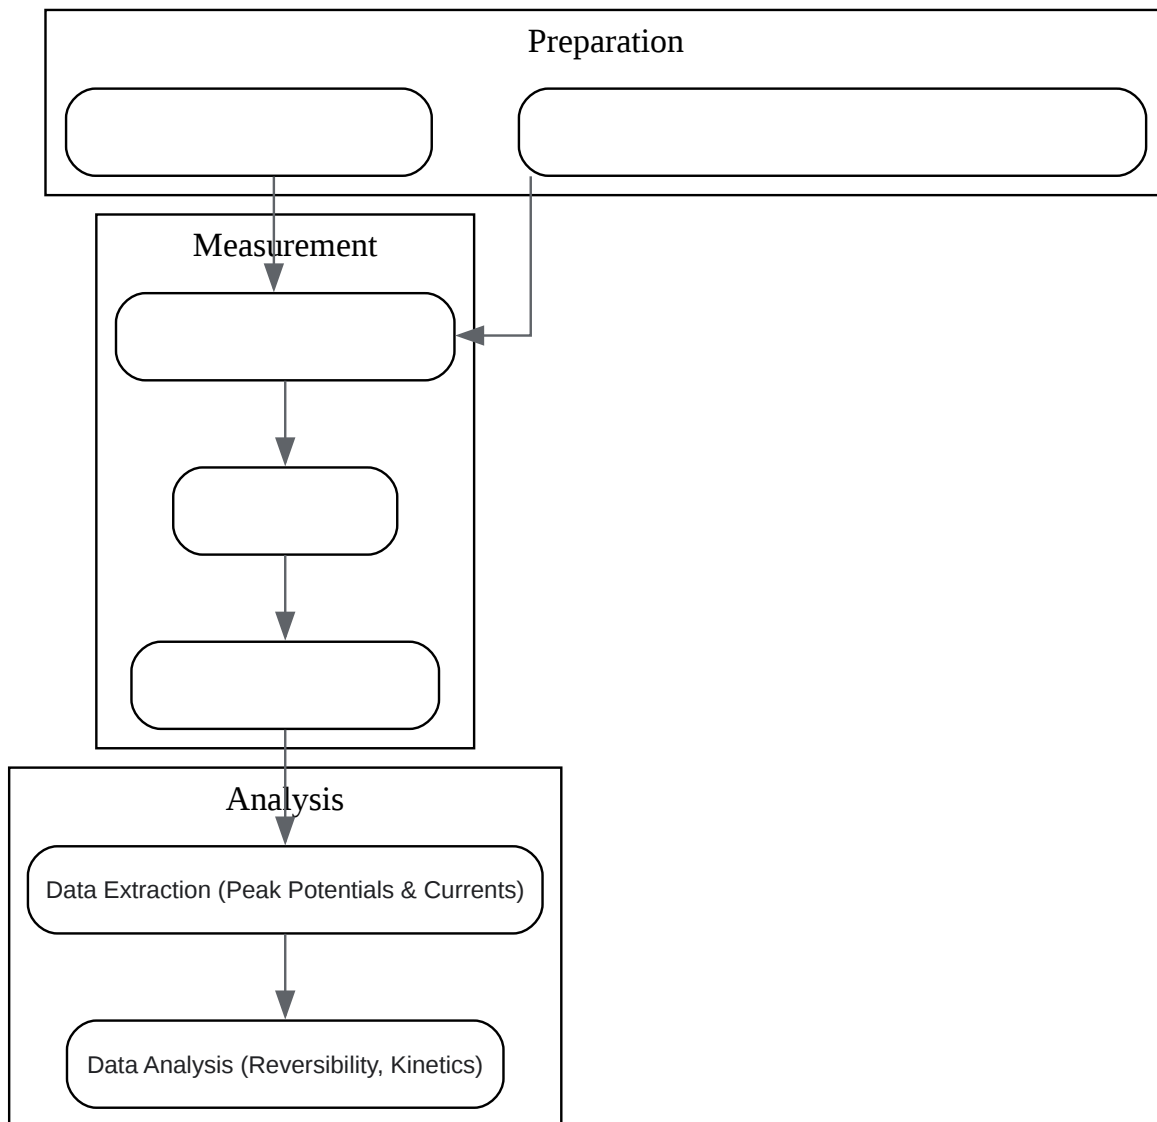 Preparation
Measurement
Analysis
Data Extraction (Peak Potentials & Currents)
Data Analysis (Reversibility, Kinetics)